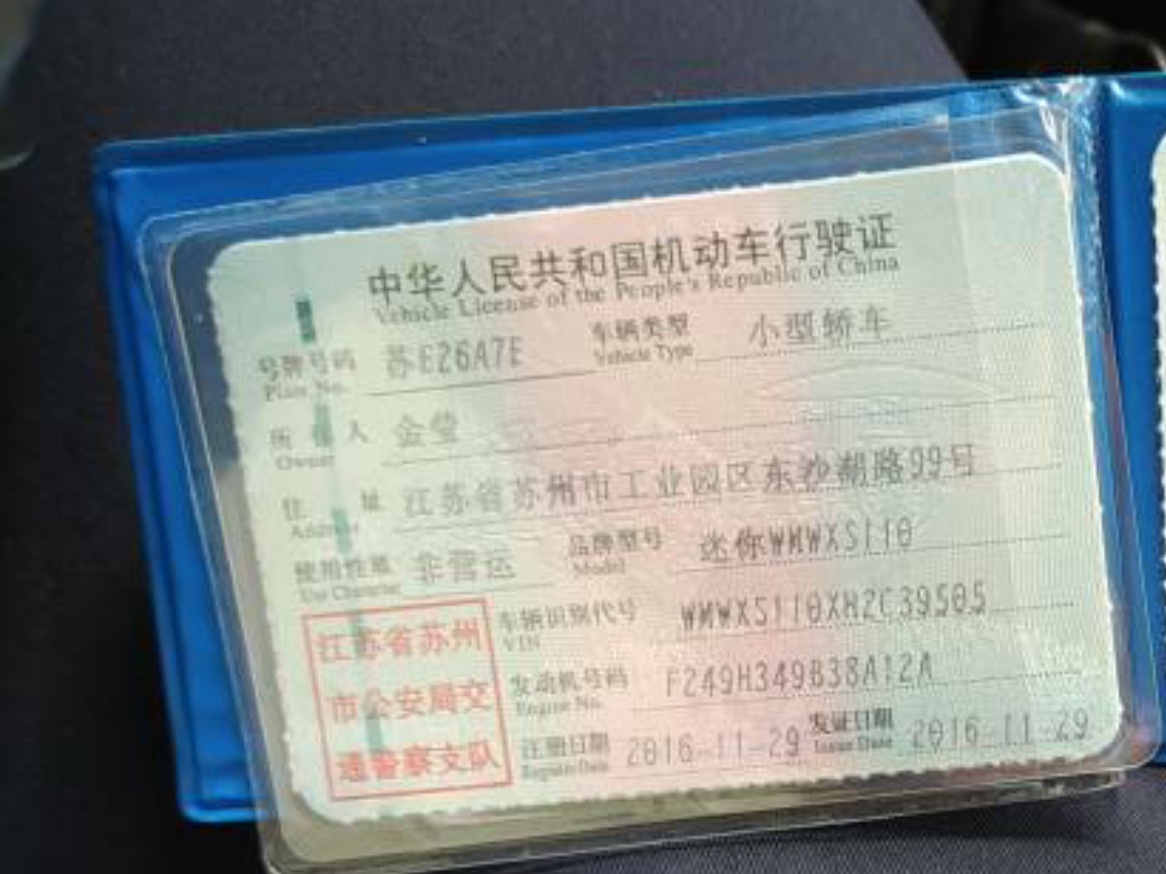 中华人民共和国机动车行驶证
Vehicle License of the People's Republic of China
号牌号码 苏E26A7E 车辆类型 小型轿车
Plate No. Vehicle Type
所有人 金莹
Owner
住址 江苏省苏州市工业园区东沙湖路99号
Address
使用性质 非营运 品牌型号 迷你WMWXS110
Use Character Model
江苏省苏州
市公安局交
通警察支队
车辆识别代号 WMWXS110XH2C39505
VIN
发动机号码 F249H349B38A12A
Engine No.
注册日期 2016-11-29 发证日期 2016-11-29
Register Date Issue Date